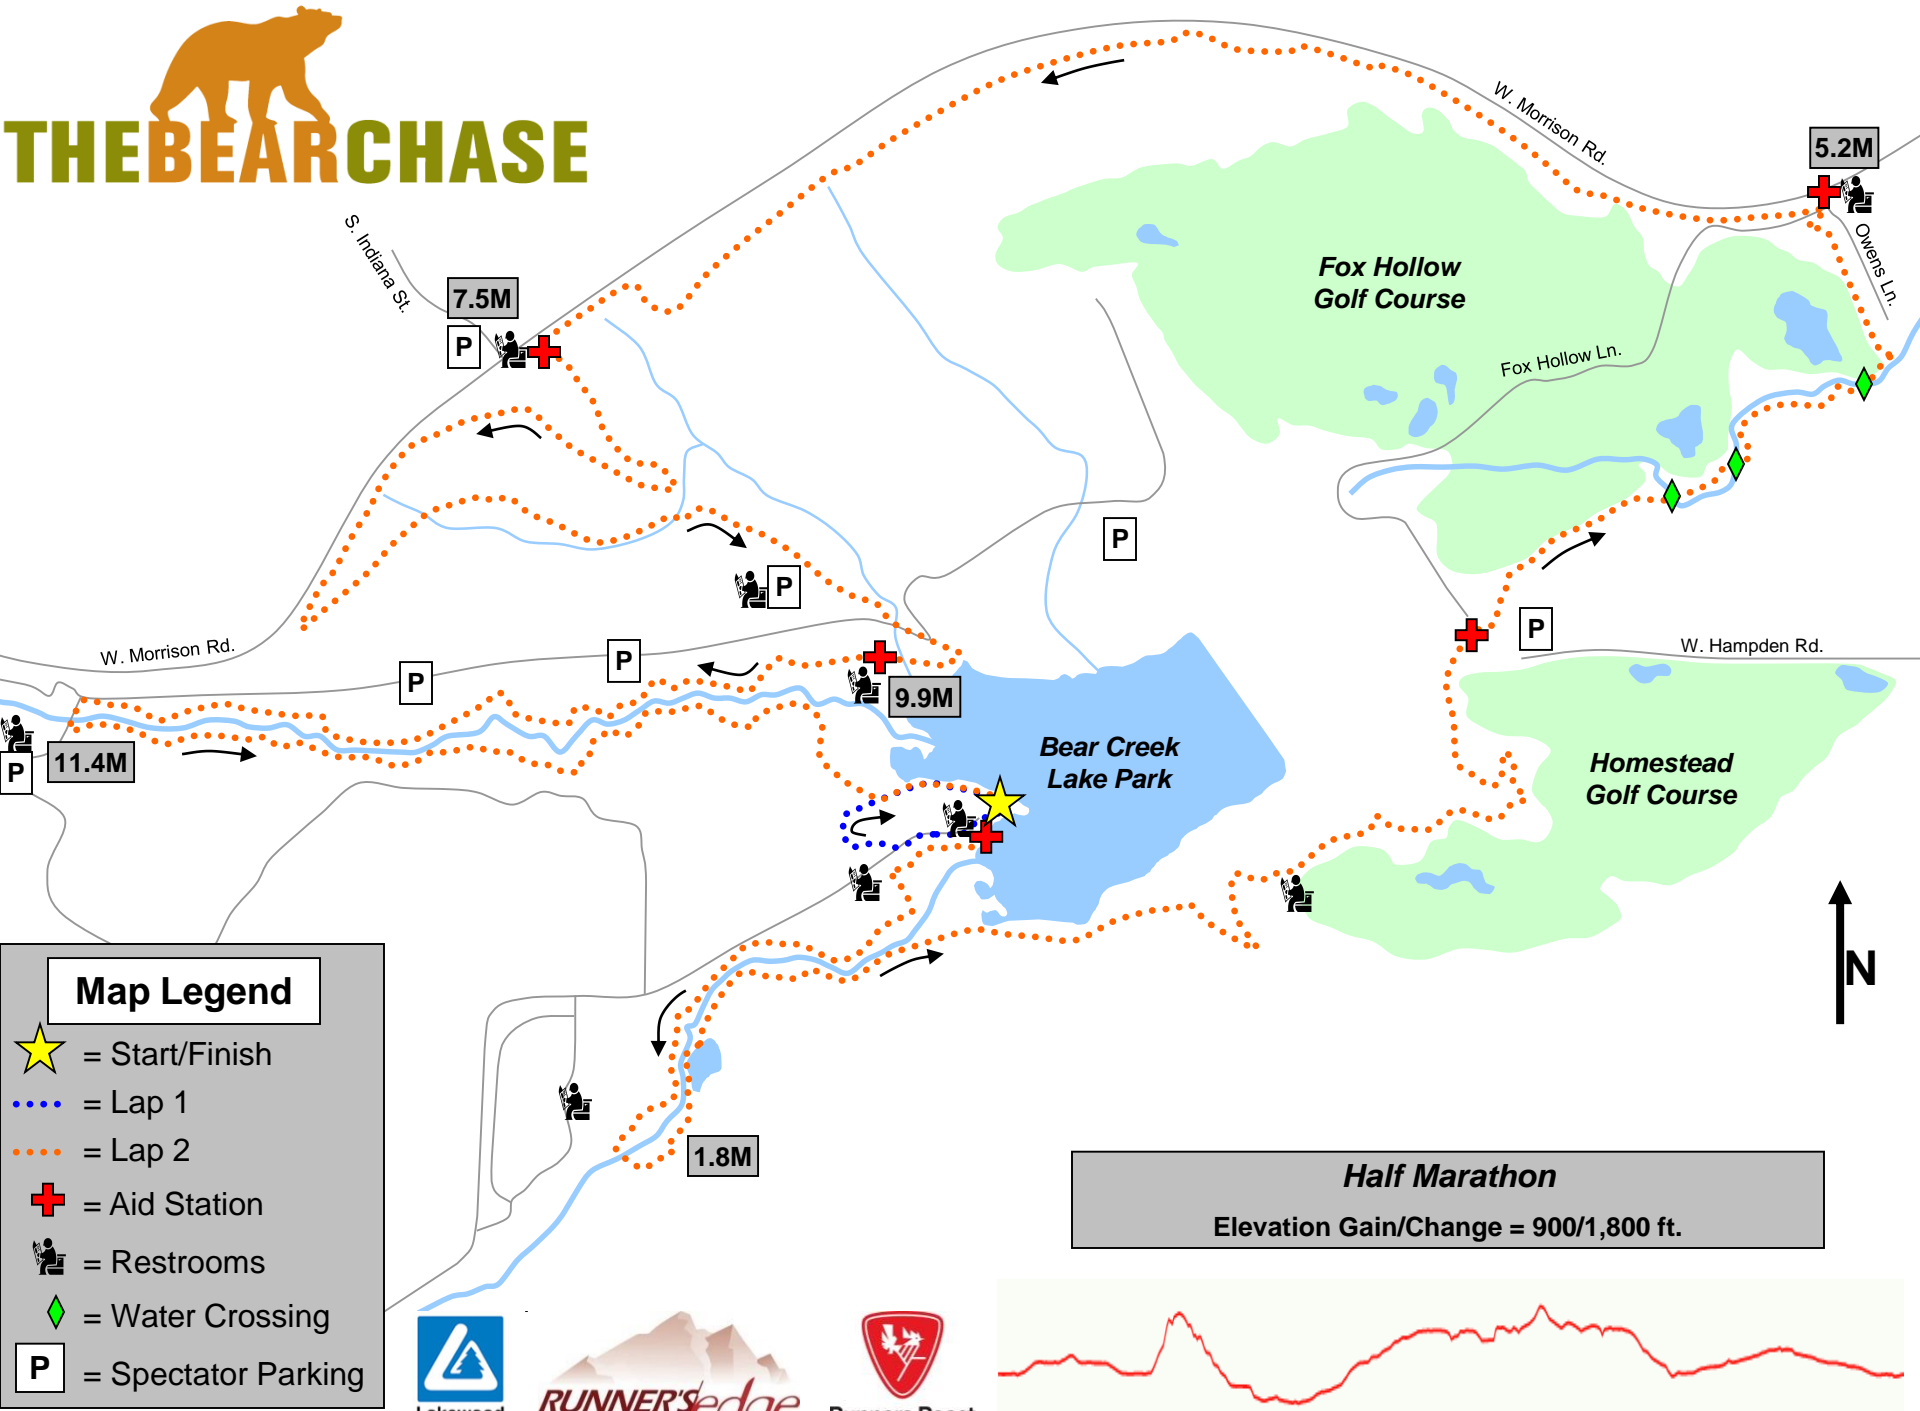 THEBEARCHASE
W. Morrison Rd.
5.2M
Owens Ln.
S. Indiana St.
7.5M
P
Fox Hollow
Golf Course
Fox Hollow Ln.
P
P
P
W. Hampden Rd.
W. Morrison Rd.
P
P
9.9M
11.4M
P
Bear Creek
Lake Park
Homestead
Golf Course
N
Map Legend
= Start/Finish
= Lap 1
= Lap 2
= Aid Station
= Restrooms
= Water Crossing
P = Spectator Parking
1.8M
Half Marathon
Elevation Gain/Change = 900/1,800 ft.
Lakewood
RUNNER'S edge
Runners Roost